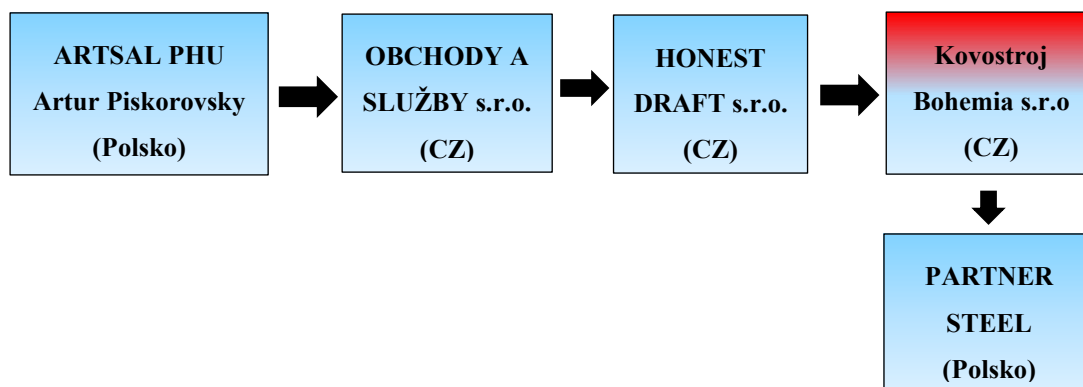 ARTSAL PHU
Artur Piskorovsky
(Polsko)
OBCHODY A
SLUŽBY s.r.o.
(CZ)
HONEST
DRAFT s.r.o.
(CZ)
Kovostroj
Bohemia s.r.o
(CZ)
PARTNER
STEEL
(Polsko)